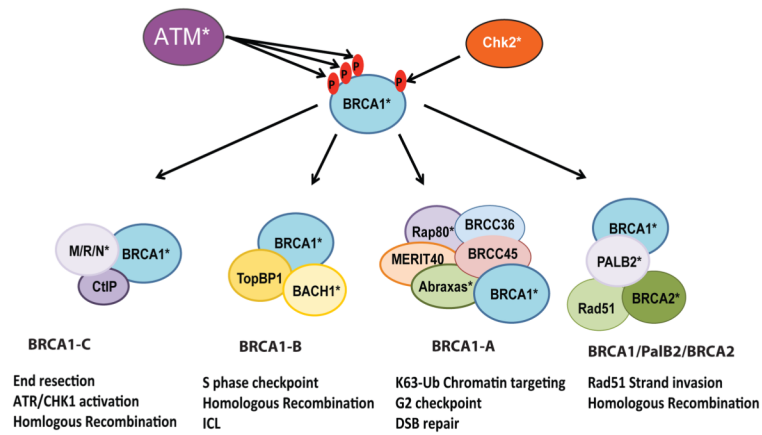 ATM*
Chk2*
P
P
P
P
BRCA1*
M/R/N*
BRCA1*
CtIP
BRCA1*
TopBP1
BACH1*
Rap80*
BRCC36
MERIT40
BRCC45
Abraxas*
BRCA1*
BRCA1*
PALB2*
Rad51
BRCA2*
BRCA1-C
End resection
ATR/CHK1 activation
Homologous Recombination
BRCA1-B
S phase checkpoint
Homologous Recombination
ICL
BRCA1-A
K63-Ub Chromatin targeting
G2 checkpoint
DSB repair
BRCA1/PalB2/BRCA2
Rad51 Strand invasion
Homologous Recombination